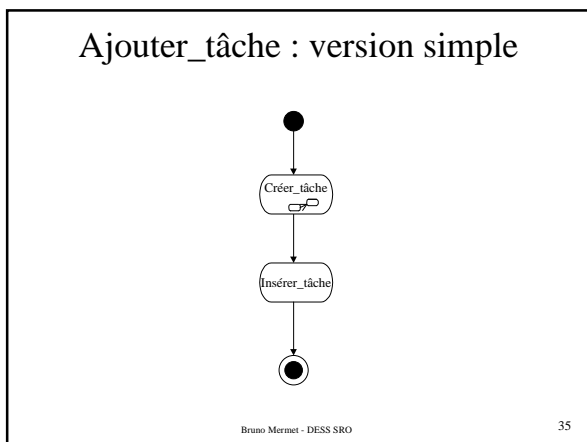 Ajouter_tâche : version simple
Créer_tâche
Insérer_tâche
Bruno Mermet - DESS SRO
35